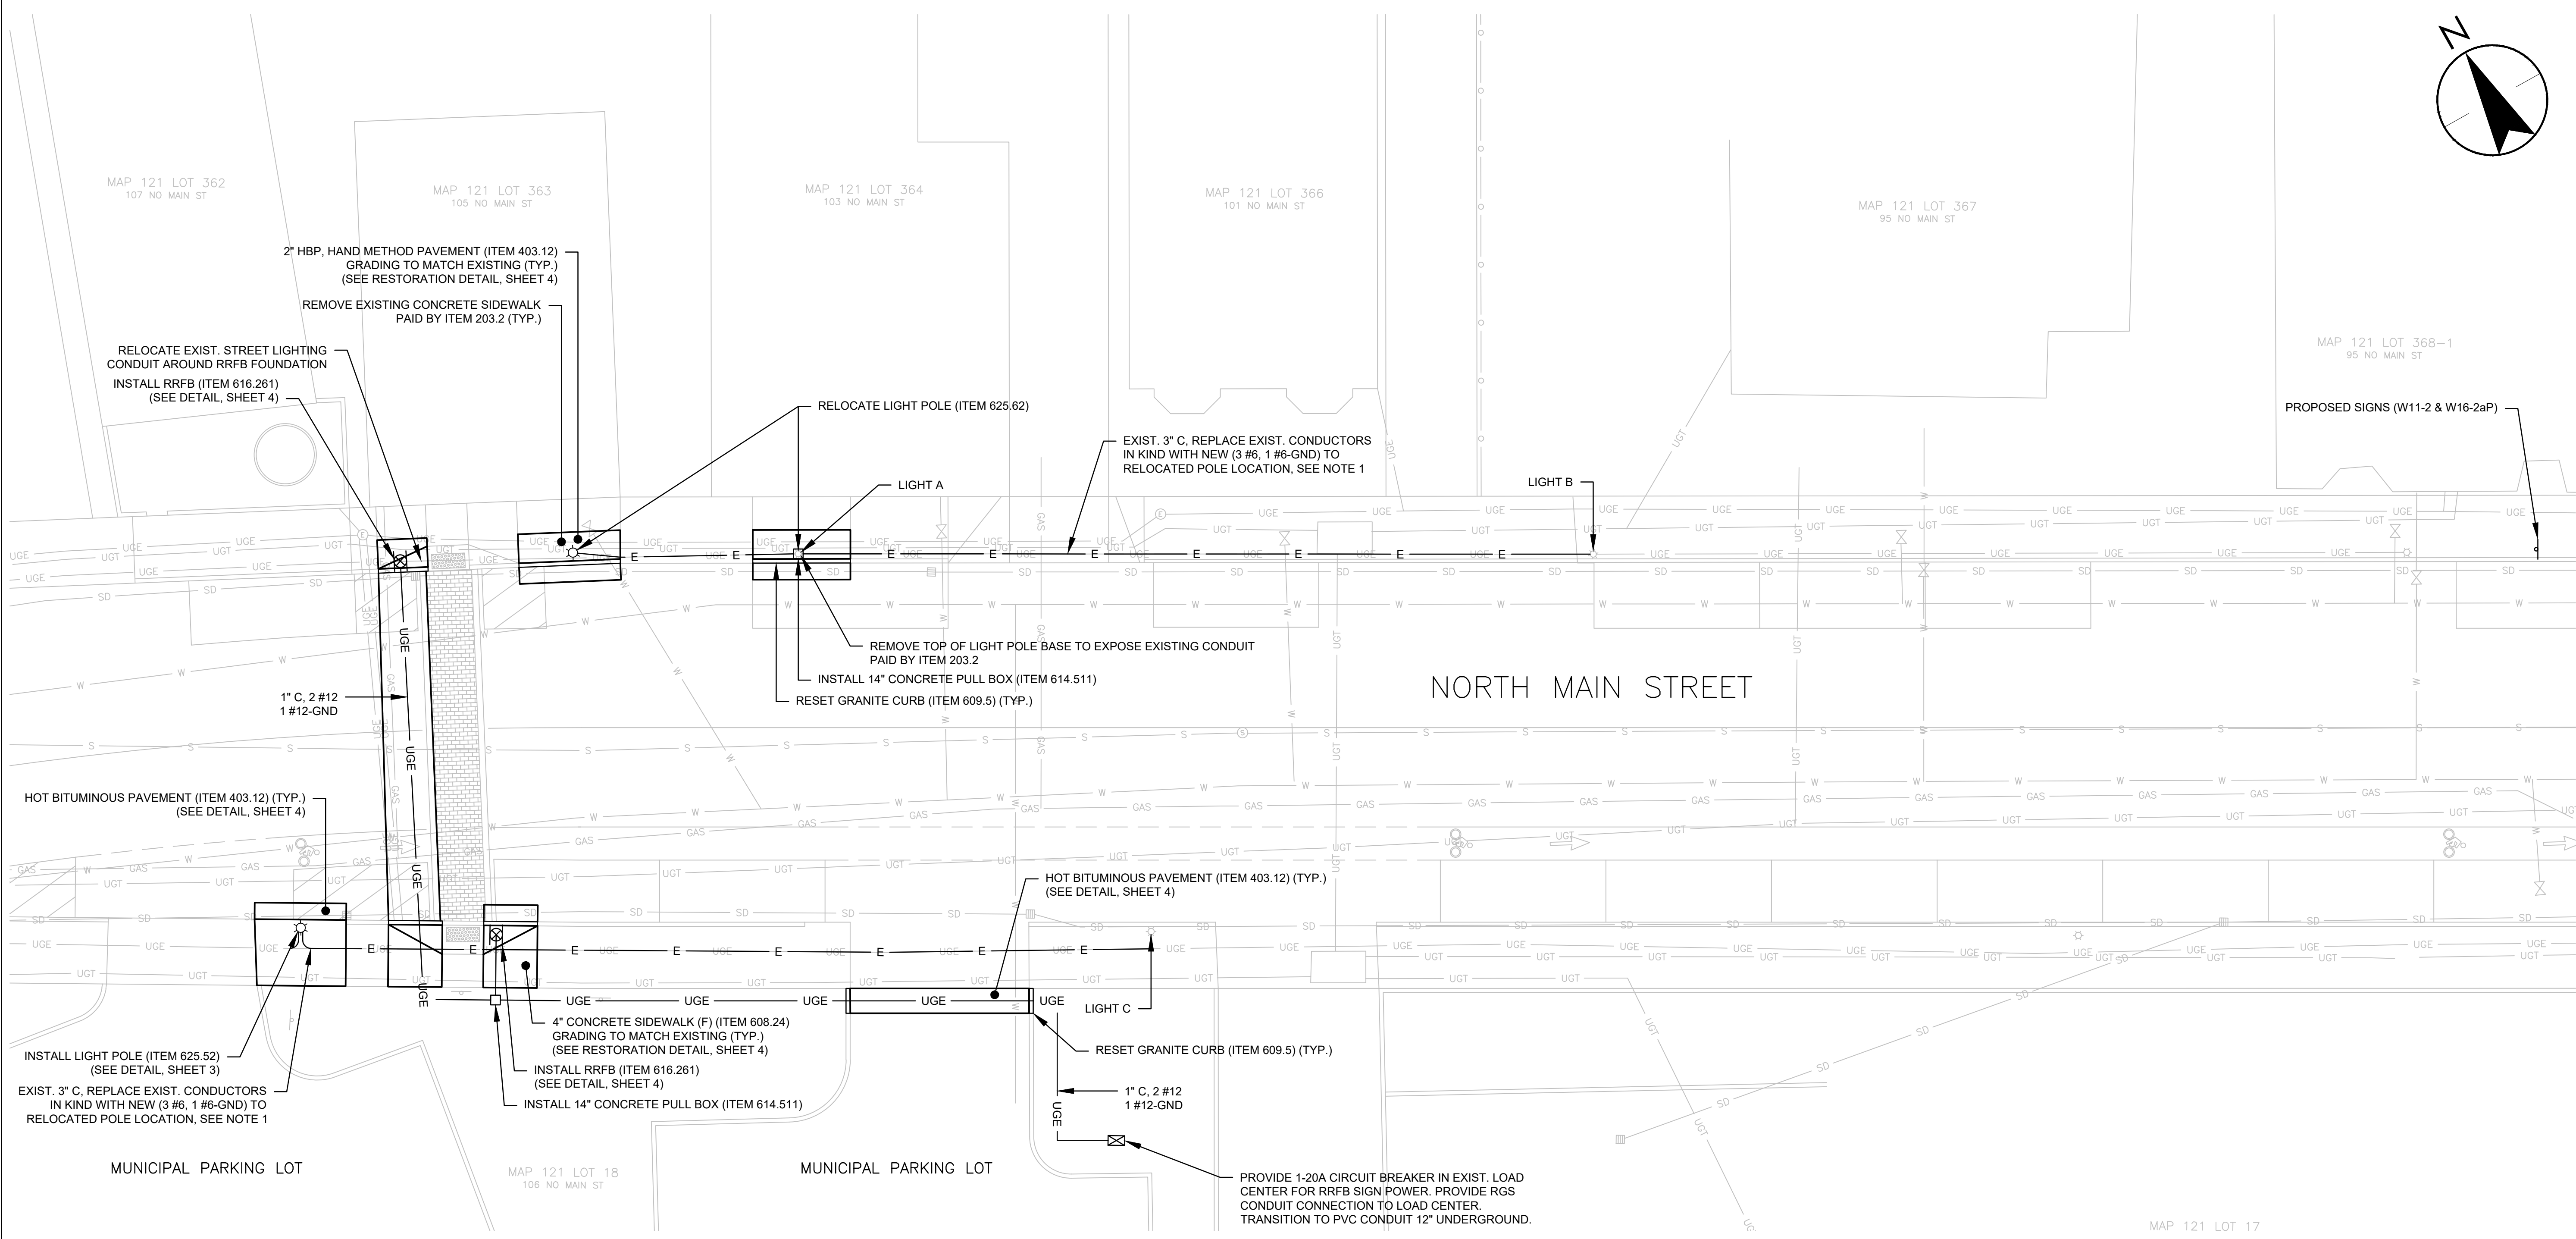 N
MAP 121 LOT 362
107 NO MAIN ST
MAP 121 LOT 363
105 NO MAIN ST
MAP 121 LOT 364
103 NO MAIN ST
MAP 121 LOT 366
101 NO MAIN ST
MAP 121 LOT 367
95 NO MAIN ST
MAP 121 LOT 368-1
95 NO MAIN ST
2" HBP, HAND METHOD PAVEMENT (ITEM 403.12)
GRADING TO MATCH EXISTING (TYP.)
(SEE RESTORATION DETAIL, SHEET 4)
REMOVE EXISTING CONCRETE SIDEWALK
PAID BY ITEM 203.2 (TYP.)
RELOCATE EXIST. STREET LIGHTING
CONDUIT AROUND RRFB FOUNDATION
INSTALL RRFB (ITEM 616.261)
(SEE DETAIL, SHEET 4)
RELOCATE LIGHT POLE (ITEM 625.62)
EXIST. 3" C, REPLACE EXIST. CONDUCTORS
IN KIND WITH NEW (3 #6, 1 #6-GND) TO
RELOCATED POLE LOCATION, SEE NOTE 1
LIGHT A
LIGHT B
PROPOSED SIGNS (W11-2 & W16-2aP)
REMOVE TOP OF LIGHT POLE BASE TO EXPOSE EXISTING CONDUIT
PAID BY ITEM 203.2
INSTALL 14" CONCRETE PULL BOX (ITEM 614.511)
RESET GRANITE CURB (ITEM 609.5) (TYP.)
NORTH MAIN STREET
1" C, 2 #12
1 #12-GND
HOT BITUMINOUS PAVEMENT (ITEM 403.12) (TYP.)
(SEE DETAIL, SHEET 4)
HOT BITUMINOUS PAVEMENT (ITEM 403.12) (TYP.)
(SEE DETAIL, SHEET 4)
LIGHT C
4" CONCRETE SIDEWALK (F) (ITEM 608.24)
GRADING TO MATCH EXISTING (TYP.)
(SEE RESTORATION DETAIL, SHEET 4)
INSTALL RRFB (ITEM 616.261)
(SEE DETAIL, SHEET 4)
INSTALL 14" CONCRETE PULL BOX (ITEM 614.511)
RESET GRANITE CURB (ITEM 609.5) (TYP.)
1" C, 2 #12
1 #12-GND
INSTALL LIGHT POLE (ITEM 625.52)
(SEE DETAIL, SHEET 3)
EXIST. 3" C, REPLACE EXIST. CONDUCTORS
IN KIND WITH NEW (3 #6, 1 #6-GND) TO
RELOCATED POLE LOCATION, SEE NOTE 1
MUNICIPAL PARKING LOT
MAP 121 LOT 18
106 NO MAIN ST
MUNICIPAL PARKING LOT
PROVIDE 1-20A CIRCUIT BREAKER IN EXIST. LOAD
CENTER FOR RRFB SIGN POWER. PROVIDE RGS
CONDUIT CONNECTION TO LOAD CENTER.
TRANSITION TO PVC CONDUIT 12" UNDERGROUND.
MAP 121 LOT 17
UGE
UGT
SD
W
S
GAS
E